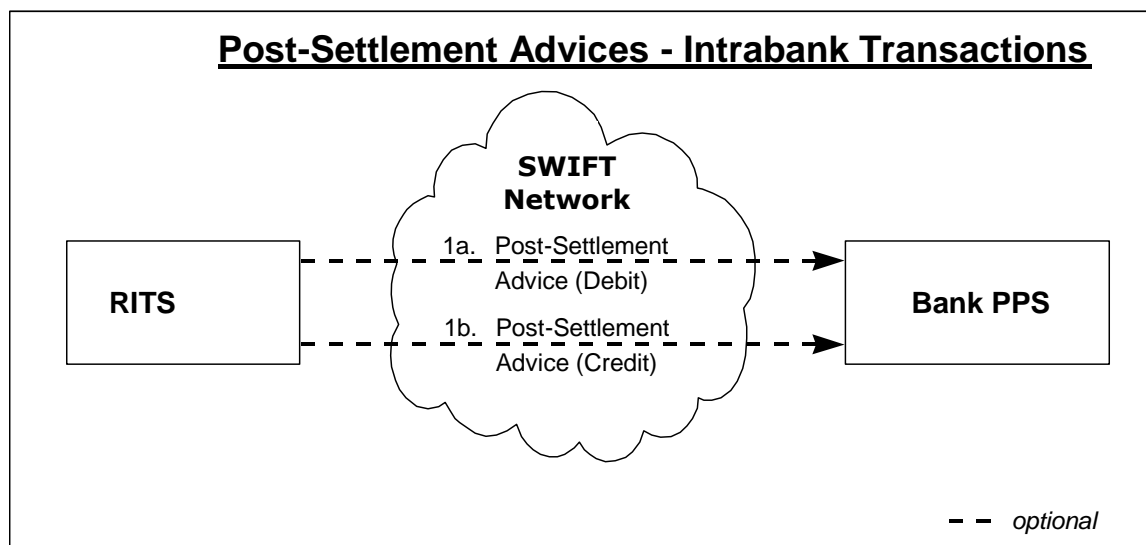 Post-Settlement Advices - Intrabank Transactions
SWIFT
Network
1a. Post-Settlement
Advice (Debit)
RITS
Bank PPS
1b. Post-Settlement
Advice (Credit)
optional